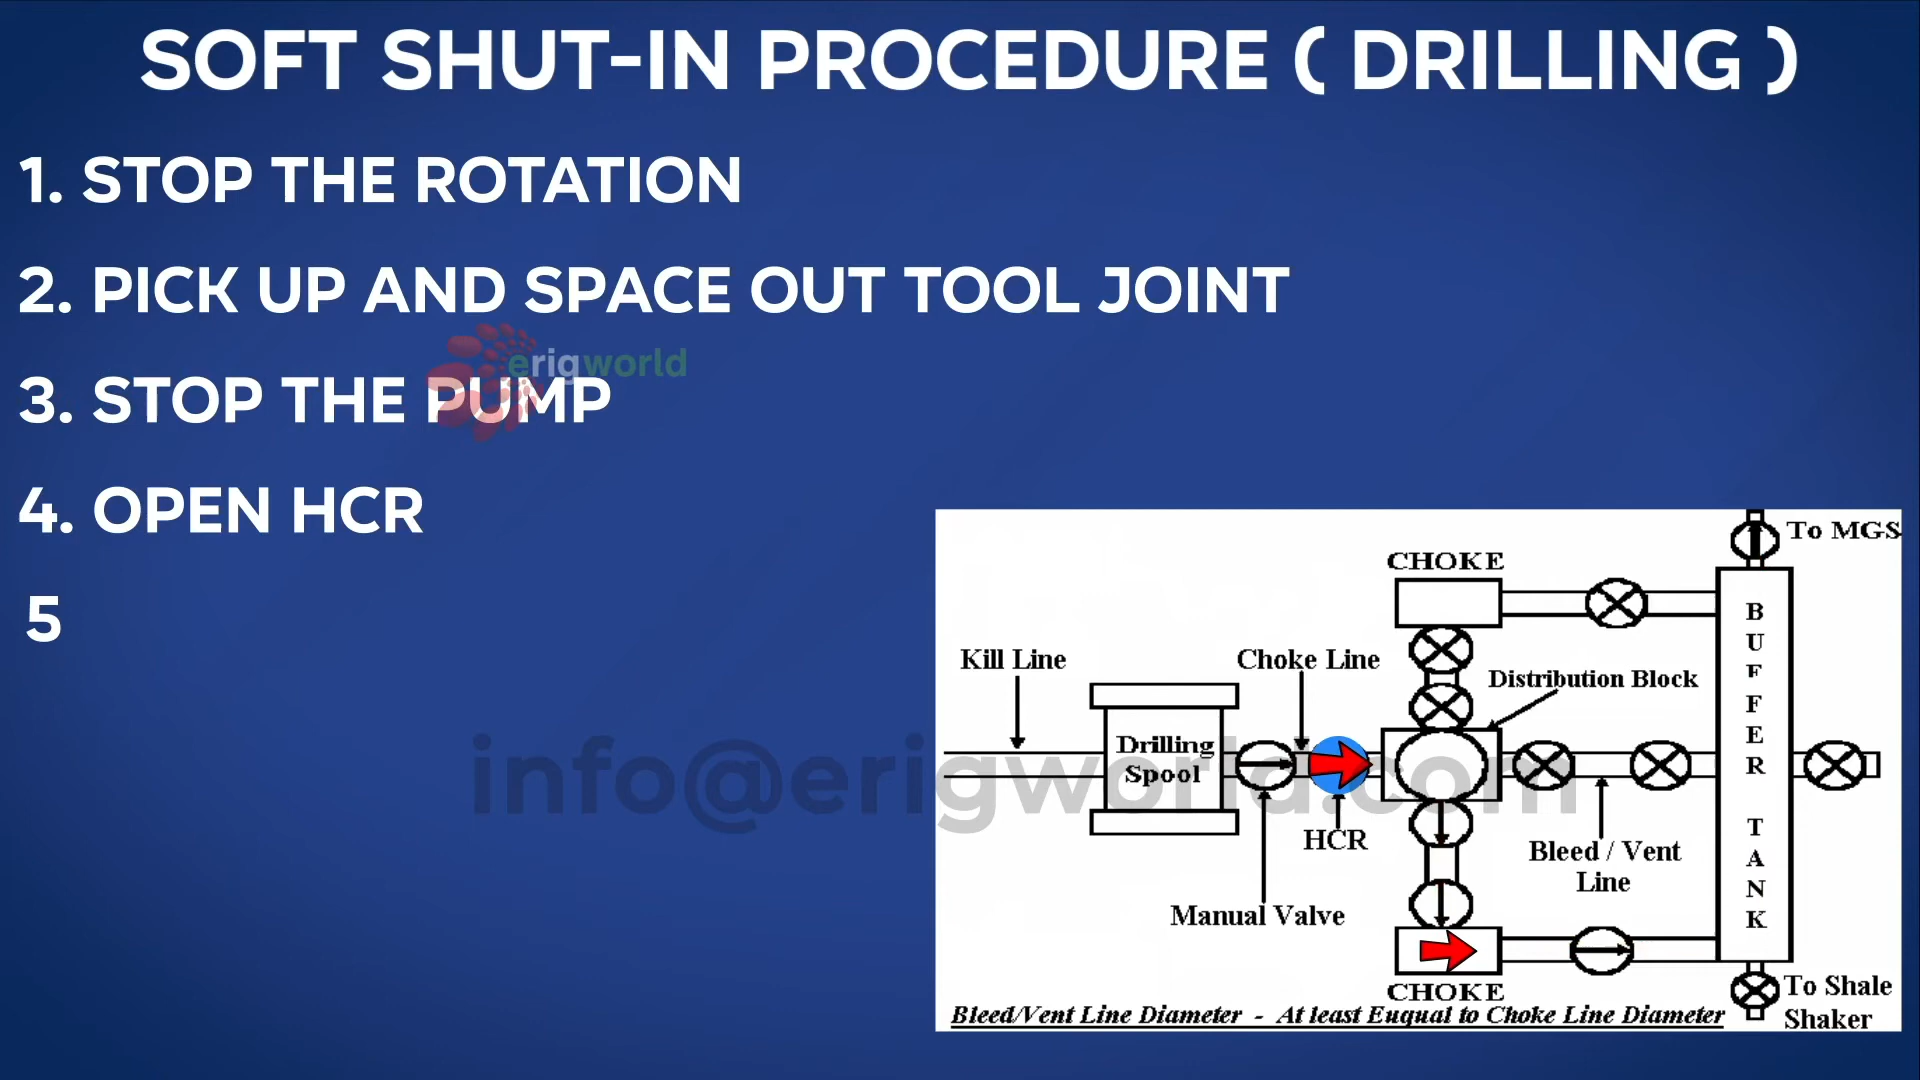 SOFT SHUT-IN PROCEDURE ( DRILLING )
1. STOP THE ROTATION
2. PICK UP AND SPACE OUT TOOL JOINT
erigworld
3. STOP THE PUMP
4. OPEN HCR
5
To MGS
CHOKE
BUFFER TANK
Kill Line
Choke Line
Distribution Block
Drilling
Spool
info@erigworld.com
HCR
Bleed / Vent
Line
Manual Valve
CHOKE
To Shale
Shaker
Bleed/Vent Line Diameter - At least Euqual to Choke Line Diameter